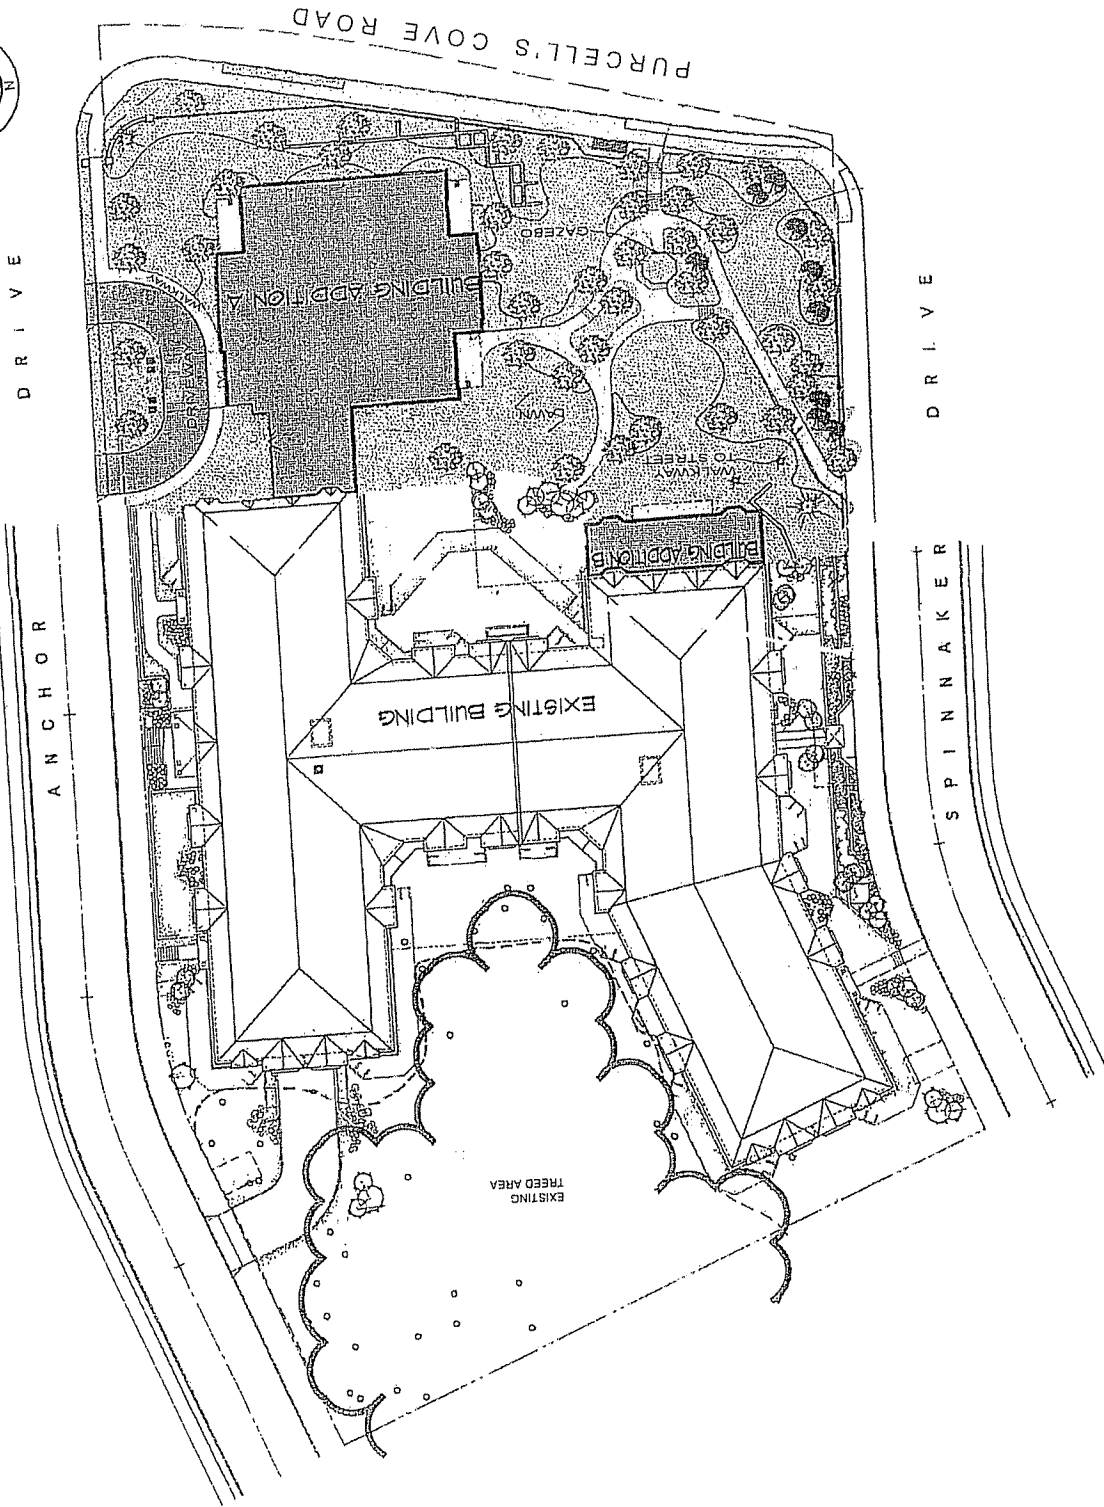 N
PURCELL'S COVE ROAD
ANCHOR DRIVE
SPINNAKER DRIVE
BUILDING ADDITION A
DRIVEWAY
GAZEBO
LAWN
WALKWAY
TO STREET
BUILDING ADDITION B
EXISTING BUILDING
EXISTING
TREED AREA